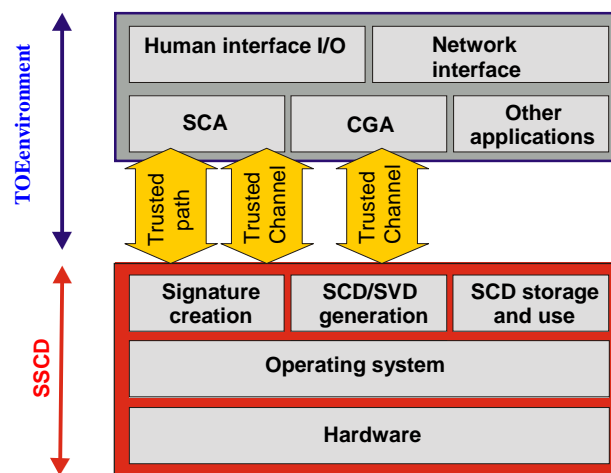 Human interface I/O
Network
interface
SCA
CGA
Other
applications
TOEenvironment
Trusted
path
Trusted
Channel
Trusted
Channel
SSCD
Signature
creation
SCD/SVD
generation
SCD storage
and use
Operating system
Hardware